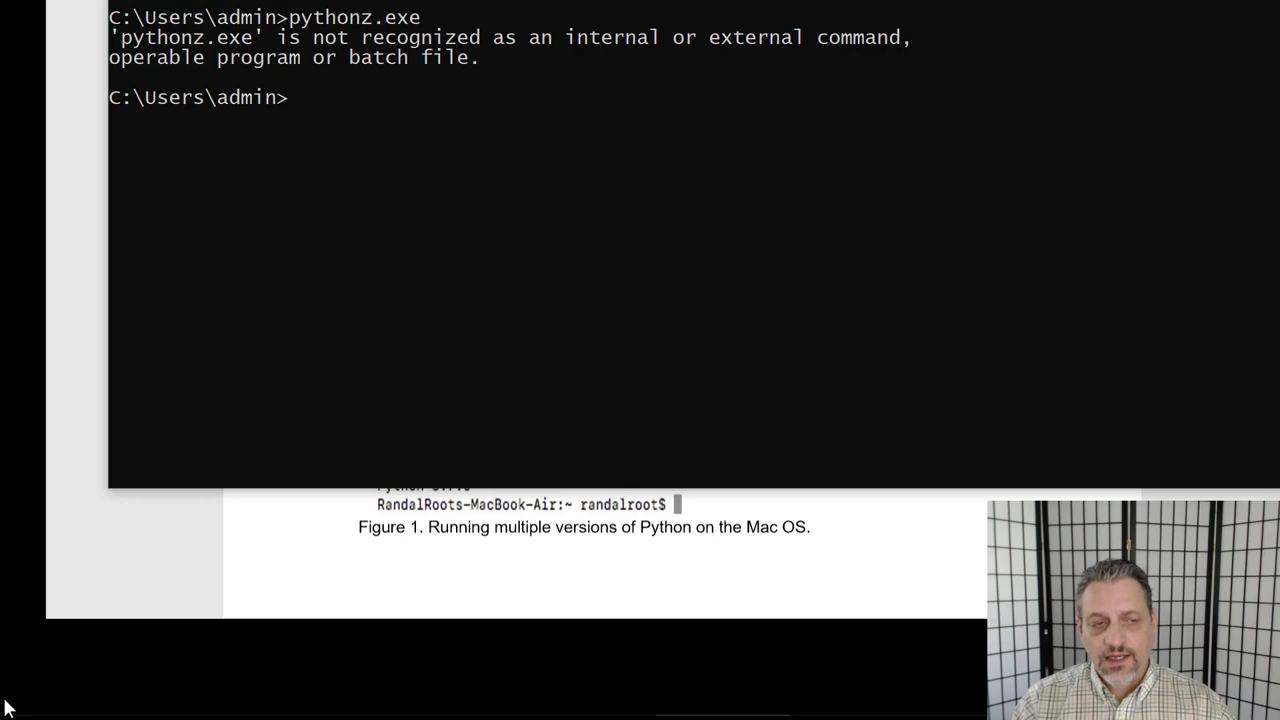 C:\Users\admin>pythonz.exe
'pythonz.exe' is not recognized as an internal or external command,
operable program or batch file.
C:\Users\admin>
RandalRoots-MacBook-Air:~ randalroot$
Figure 1. Running multiple versions of Python on the Mac OS.